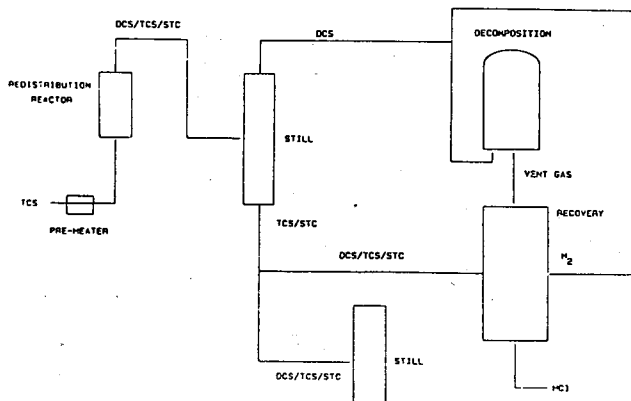 DCS/TCS/STC
DCS
DECOMPOSITION
REDISTRIBUTION
REACTOR
STILL
VENT GAS
TCS
PRE-HEATER
TCS/STC
RECOVERY
DCS/TCS/STC
H2
STILL
DCS/TCS/STC
HCl